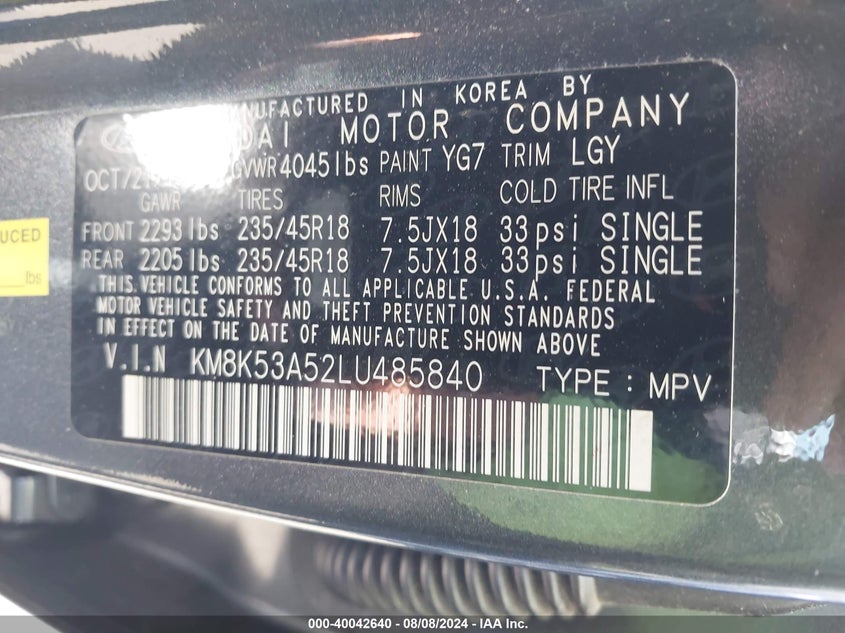 MANUFACTURED IN KOREA BY
MOTOR COMPANY
GVWR 4045 lbs PAINT YG7 TRIM LGY
GAWR TIRES RIMS COLD TIRE INFL
FRONT 2293 lbs 235/45R18 7.5JX18 33 psi SINGLE
REAR 2205 lbs 235/45R18 7.5JX18 33 psi SINGLE
THIS VEHICLE CONFORMS TO ALL APPLICABLE U.S.A. FEDERAL
MOTOR VEHICLE SAFETY AND THEFT PREVENTION STANDARDS
IN EFFECT ON THE DATE OF MANUFACTURE SHOWN ABOVE
V.I.N KM8K53A52LU485840 TYPE : MPV
lbs
000-40042640 - 08/08/2024 - IAA Inc.